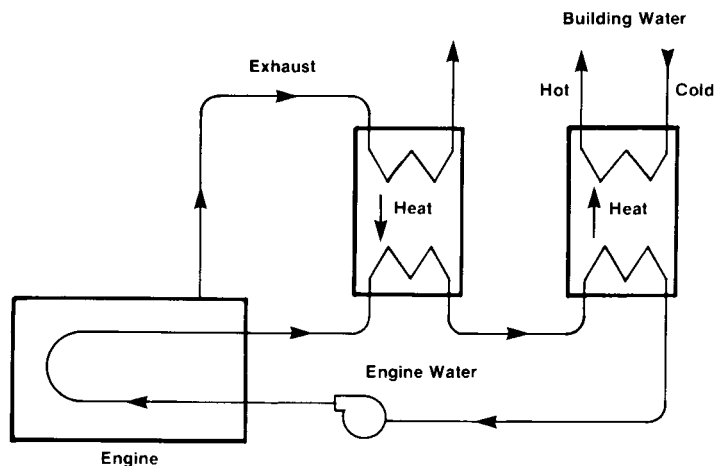 Building Water
Exhaust
Hot
Cold
Heat
Heat
Engine Water
Engine